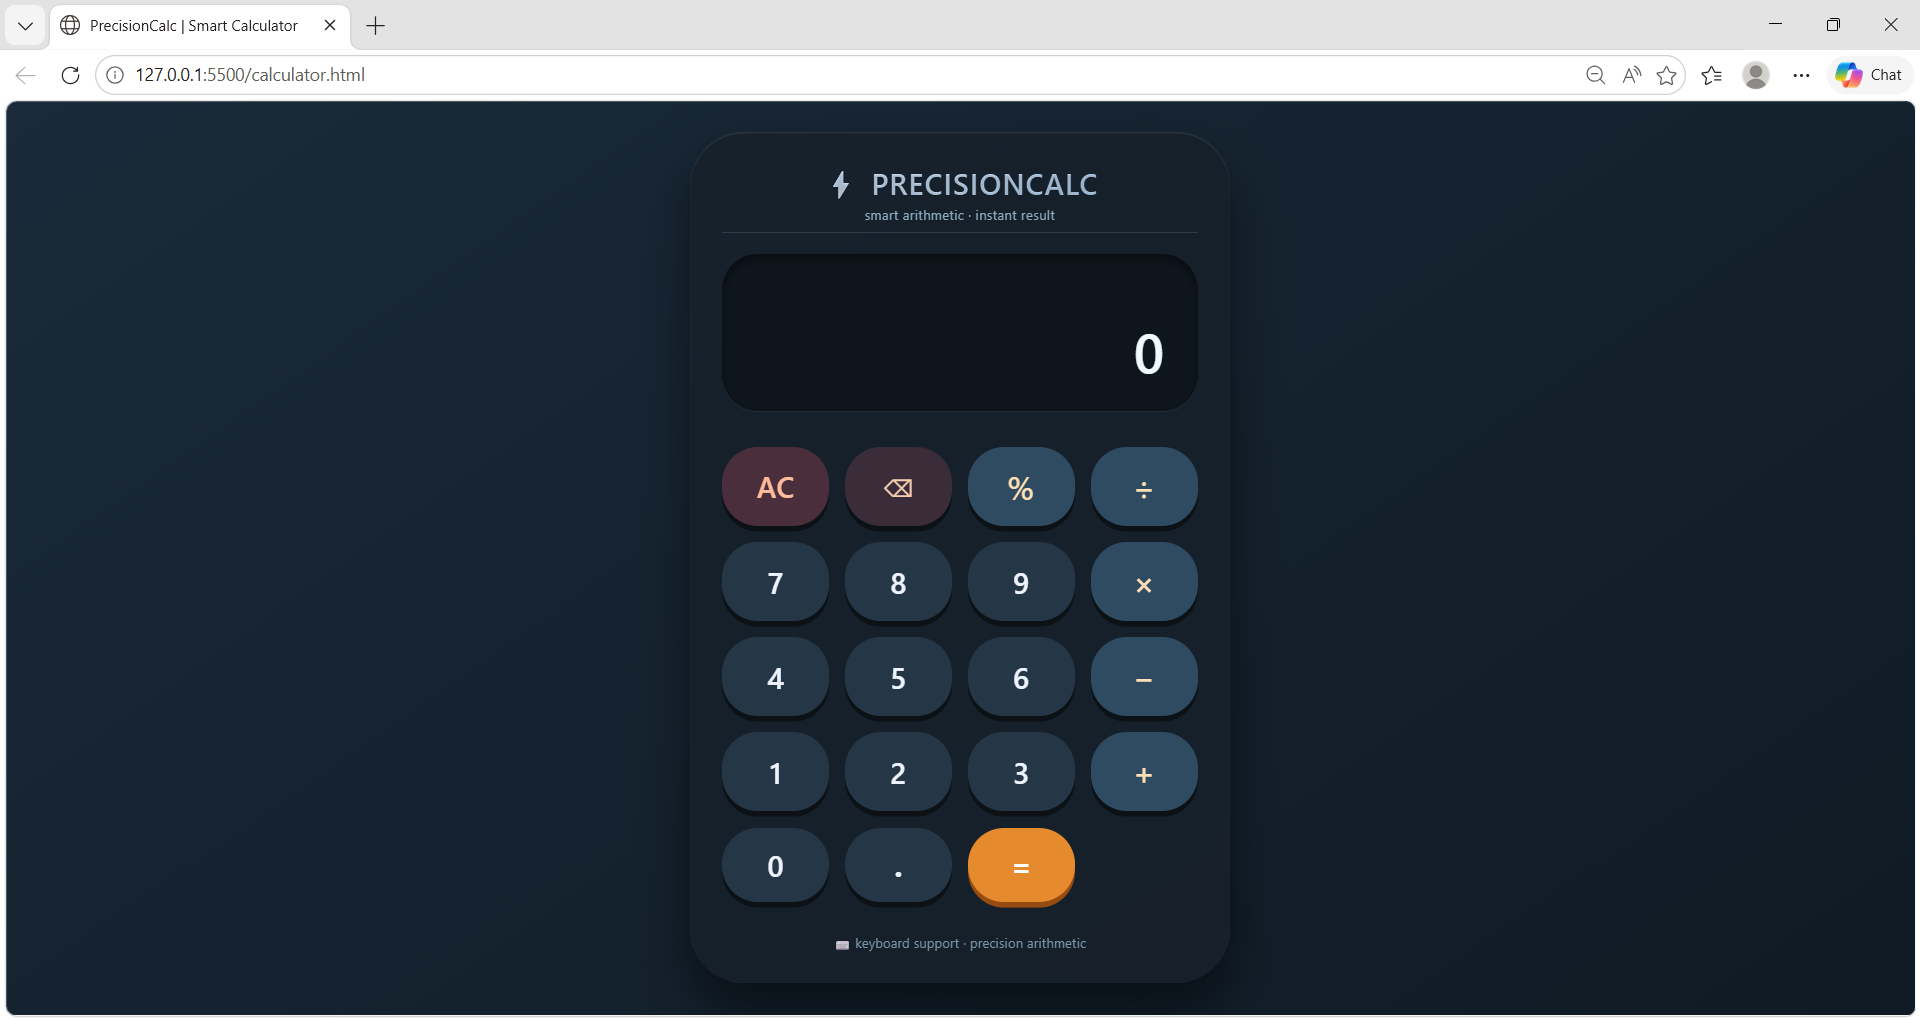 PrecisionCalc | Smart Calculator
127.0.0.1:5500/calculator.html
Chat
⚡ PRECISIONCALC
smart arithmetic · instant result
0
AC ⌫ % ÷
7 8 9 ×
4 5 6 −
1 2 3 +
0 . =
⌨️ keyboard support · precision arithmetic